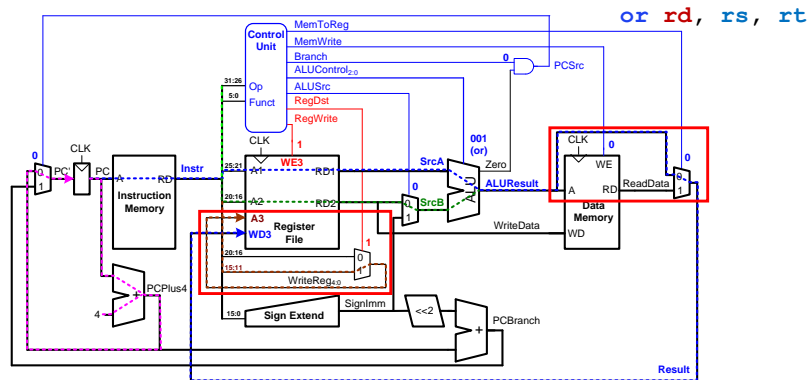 or rd, rs, rt
MemToReg
Control
Unit
MemWrite
Branch
0
PCSrc
ALUControl2:0
31:26
Op
ALUSrc
5:0
Funct
RegDst
RegWrite
0
CLK
1
CLK
001
(or)
CLK
0
0
0
1
PC'
PC
A
RD
Instr
25:21
A1
WE3
RD1
SrcA
Zero
WE
0
1
Instruction
Memory
20:16
A2
RD2
0
1
SrcB
ALU
ALUResult
A
RD
ReadData
Data
Memory
A3
WD3
Register
File
WriteData
WD
20:16
0
1
15:11
1
WriteReg4:0
PCPlus4
+
4
SignImm
15:0
Sign Extend
<<2
+
PCBranch
Result